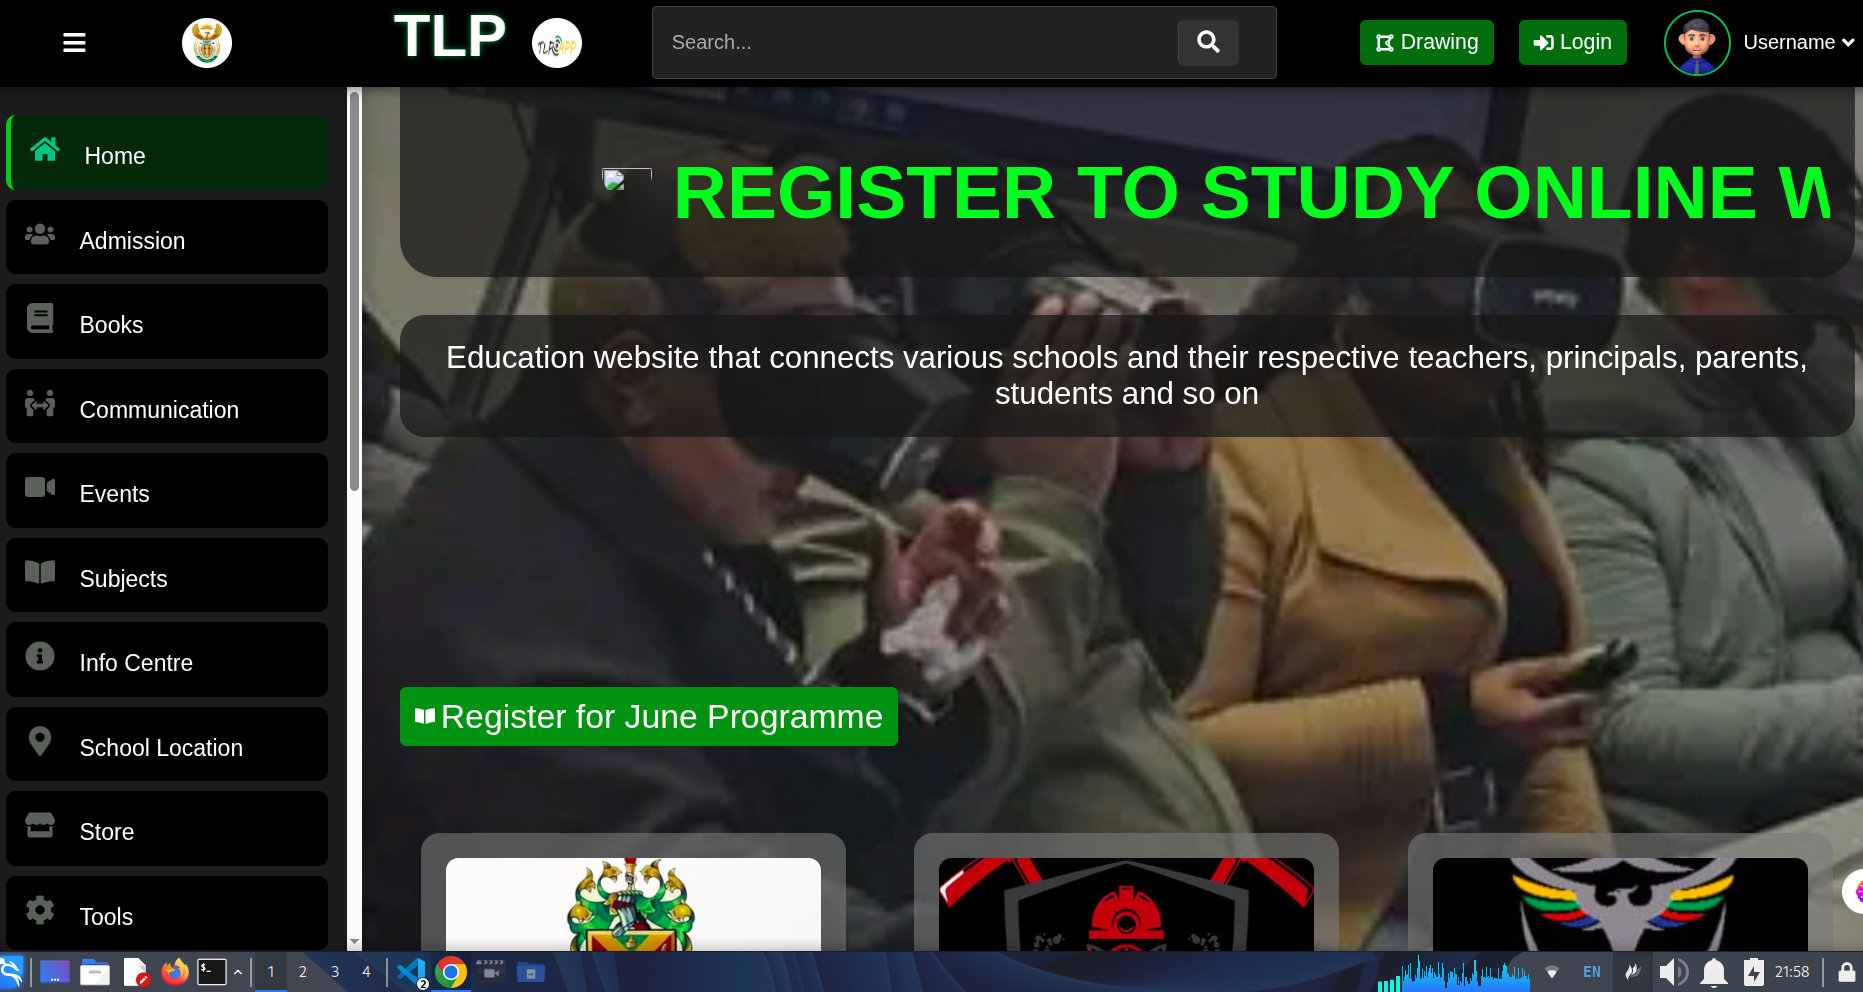 TLP
Search...
Drawing
Login
Username
Home
Admission
Books
Communication
Events
Subjects
Info Centre
School Location
Store
Tools
REGISTER TO STUDY ONLINE W
Education website that connects various schools and their respective teachers, principals, parents,
students and so on
Register for June Programme
$-
1 2 3 4
2
EN
21:58